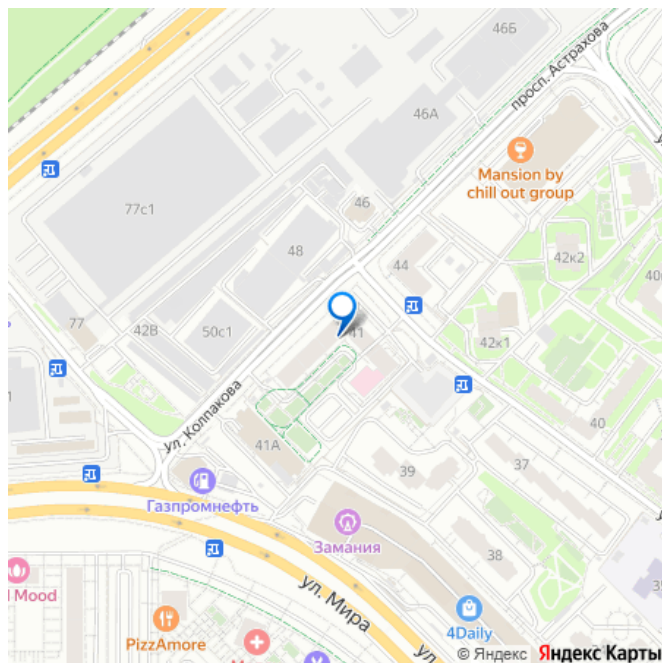 46Б
просп. Астрахова
46А
Mansion by
chill out group
77с1
46
48
44
42к2
77
42В
50с1
41
42к1
ул. Колпакова
41А
40
39
37
Газпромнефть
Замания
38
ул. Мира
Mood
PizzAmore
4Daily
© Яндекс Яндекс Карты